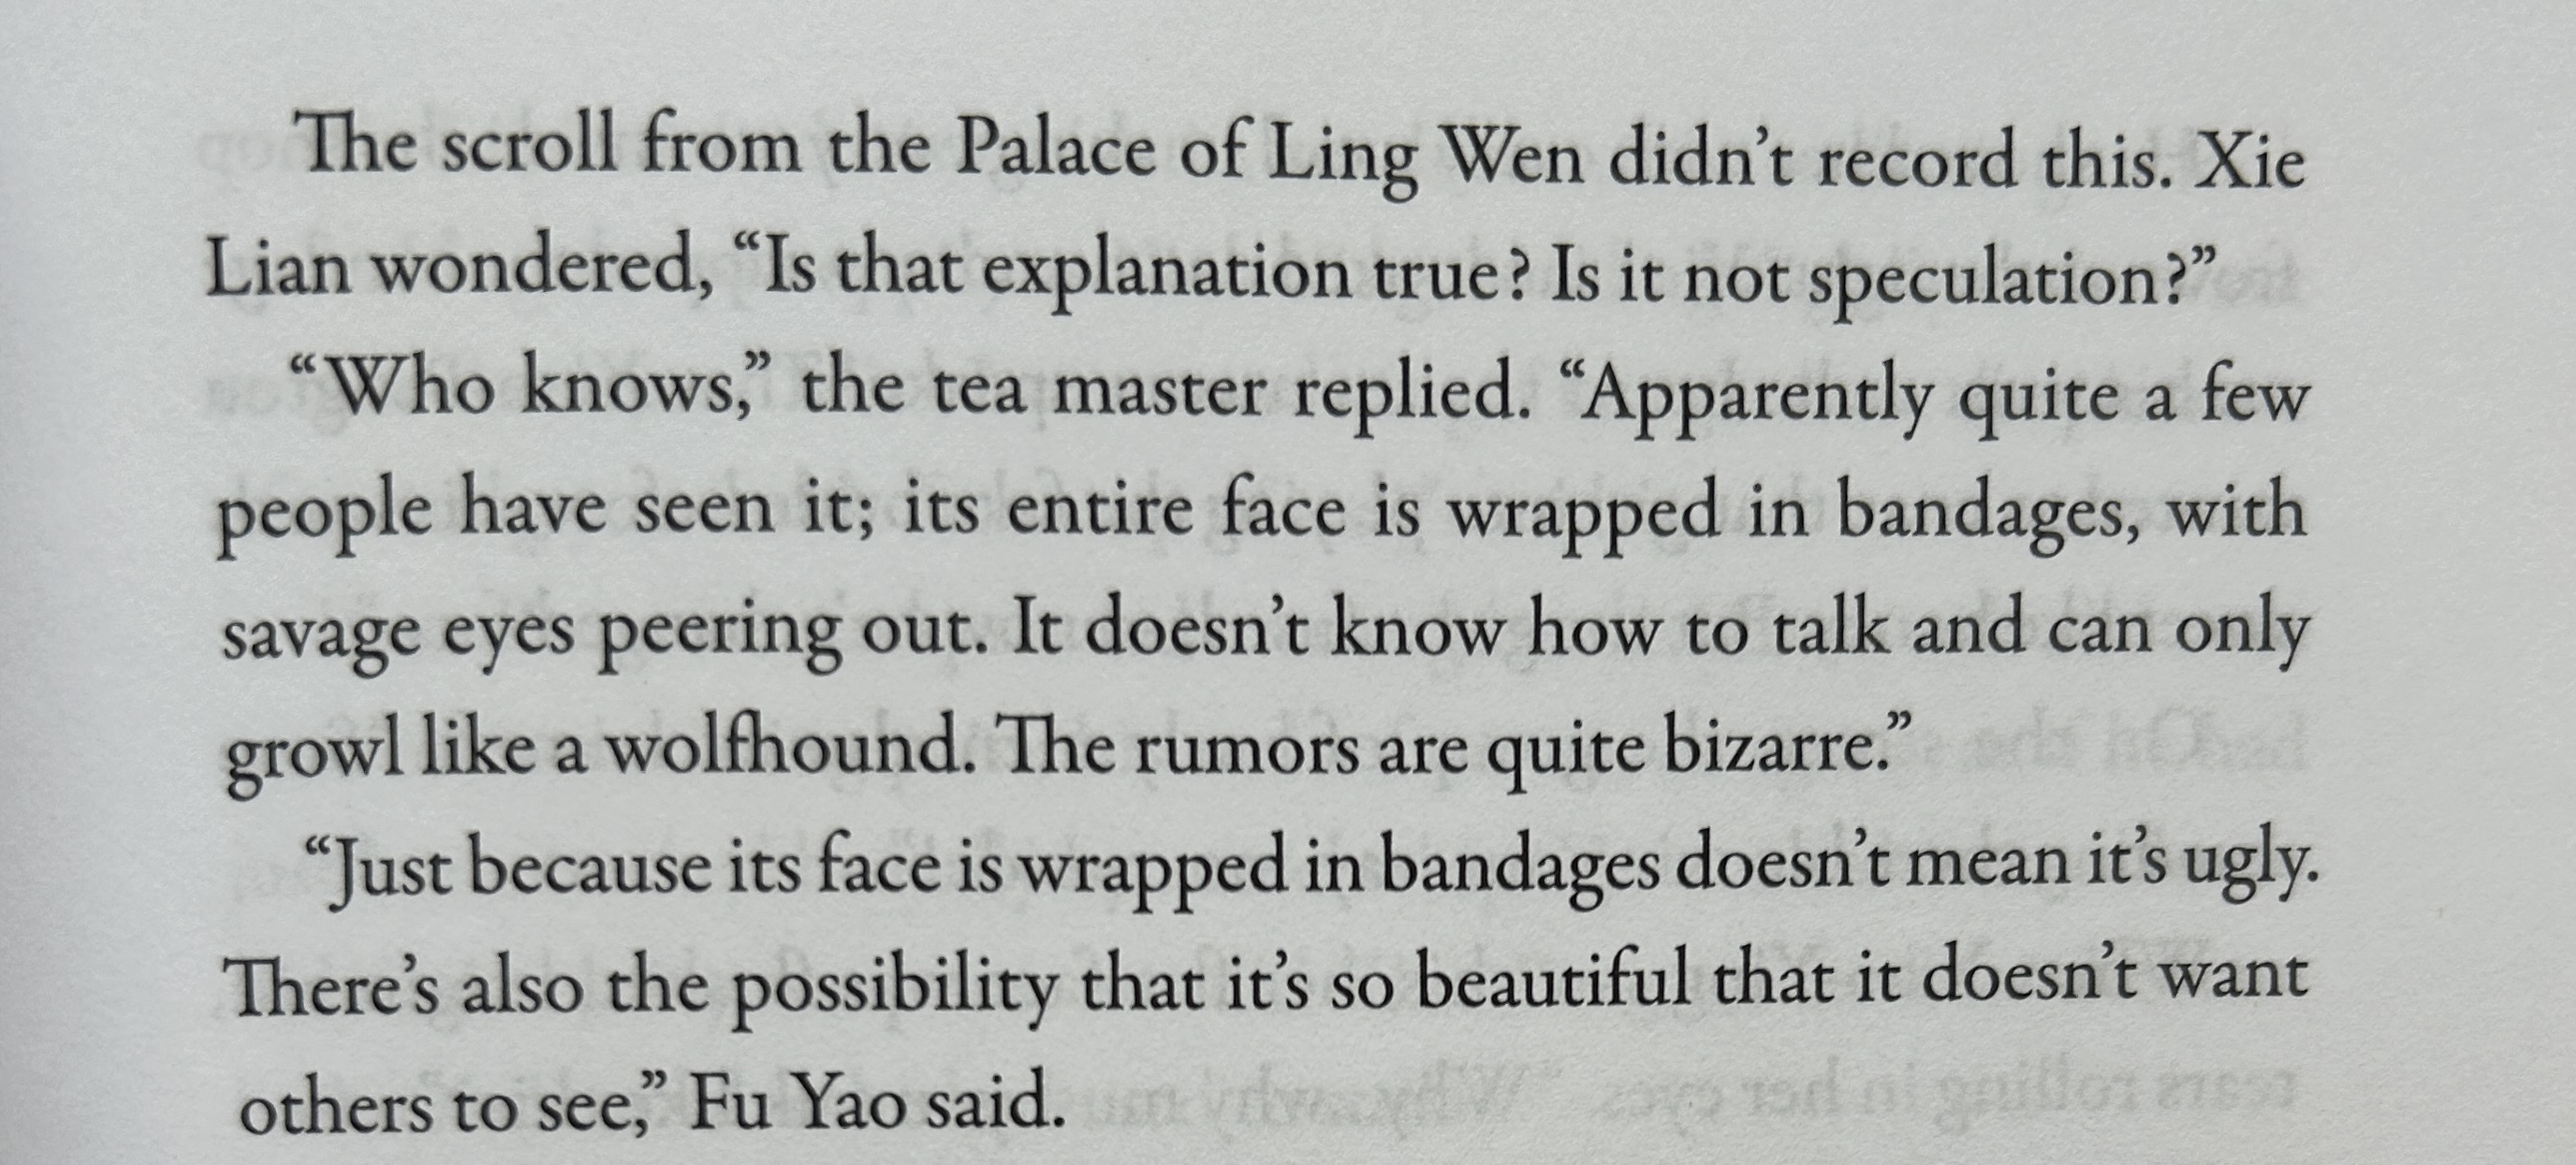 The scroll from the Palace of Ling Wen didn’t record this. Xie
Lian wondered, “Is that explanation true? Is it not speculation?”
“Who knows,” the tea master replied. “Apparently quite a few
people have seen it; its entire face is wrapped in bandages, with
savage eyes peering out. It doesn’t know how to talk and can only
growl like a wolfhound. The rumors are quite bizarre.”
“Just because its face is wrapped in bandages doesn’t mean it’s ugly.
There’s also the possibility that it’s so beautiful that it doesn’t want
others to see,” Fu Yao said.